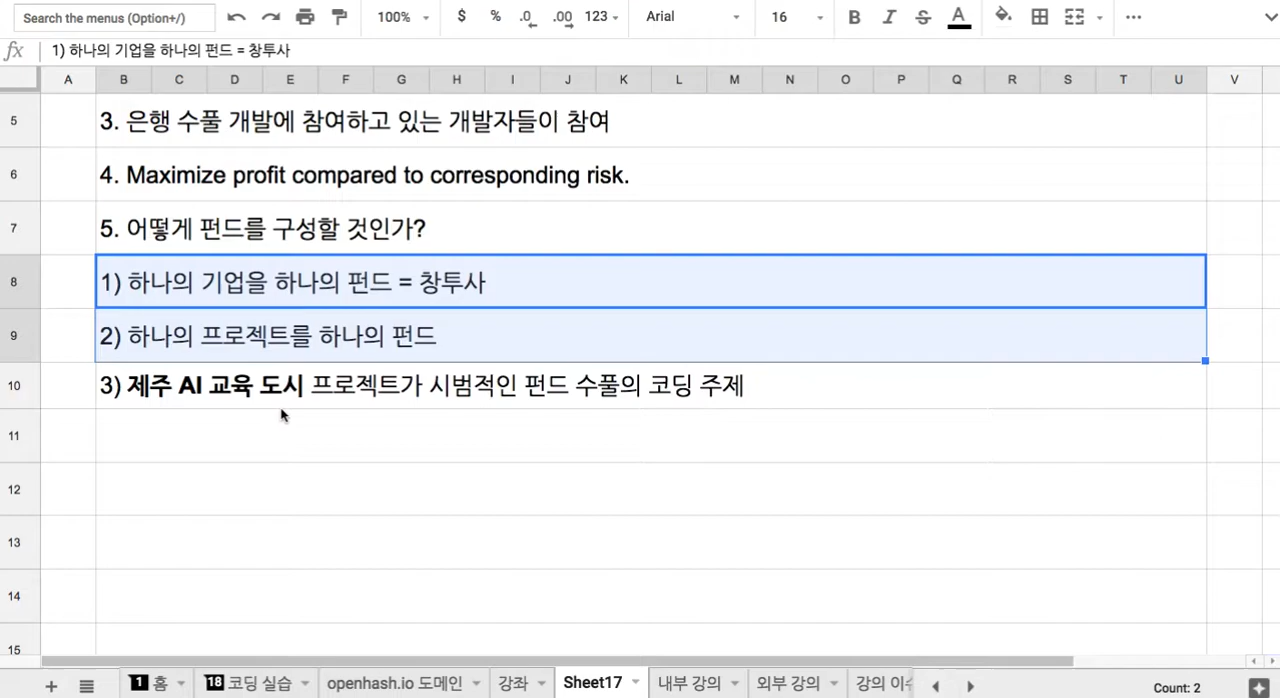 Search the menus (Option+/) 100% $ % .0 .00 123 Arial 16 B I S A ...
fx 1) 하나의 기업을 하나의 펀드 = 창투사
A B C D E F G H I J K L M N O P Q R S T U V
5 3. 은행 수풀 개발에 참여하고 있는 개발자들이 참여
6 4. Maximize profit compared to corresponding risk.
7 5. 어떻게 펀드를 구성할 것인가?
8 1) 하나의 기업을 하나의 펀드 = 창투사
9 2) 하나의 프로젝트를 하나의 펀드
10 3) 제주 AI 교육 도시 프로젝트가 시범적인 펀드 수풀의 코딩 주제
11
12
13
14
15
+ 1 홈 18 코딩 실습 openhash.io 도메인 강좌 Sheet17 내부 강의 외부 강의 강의 이수 Count: 2